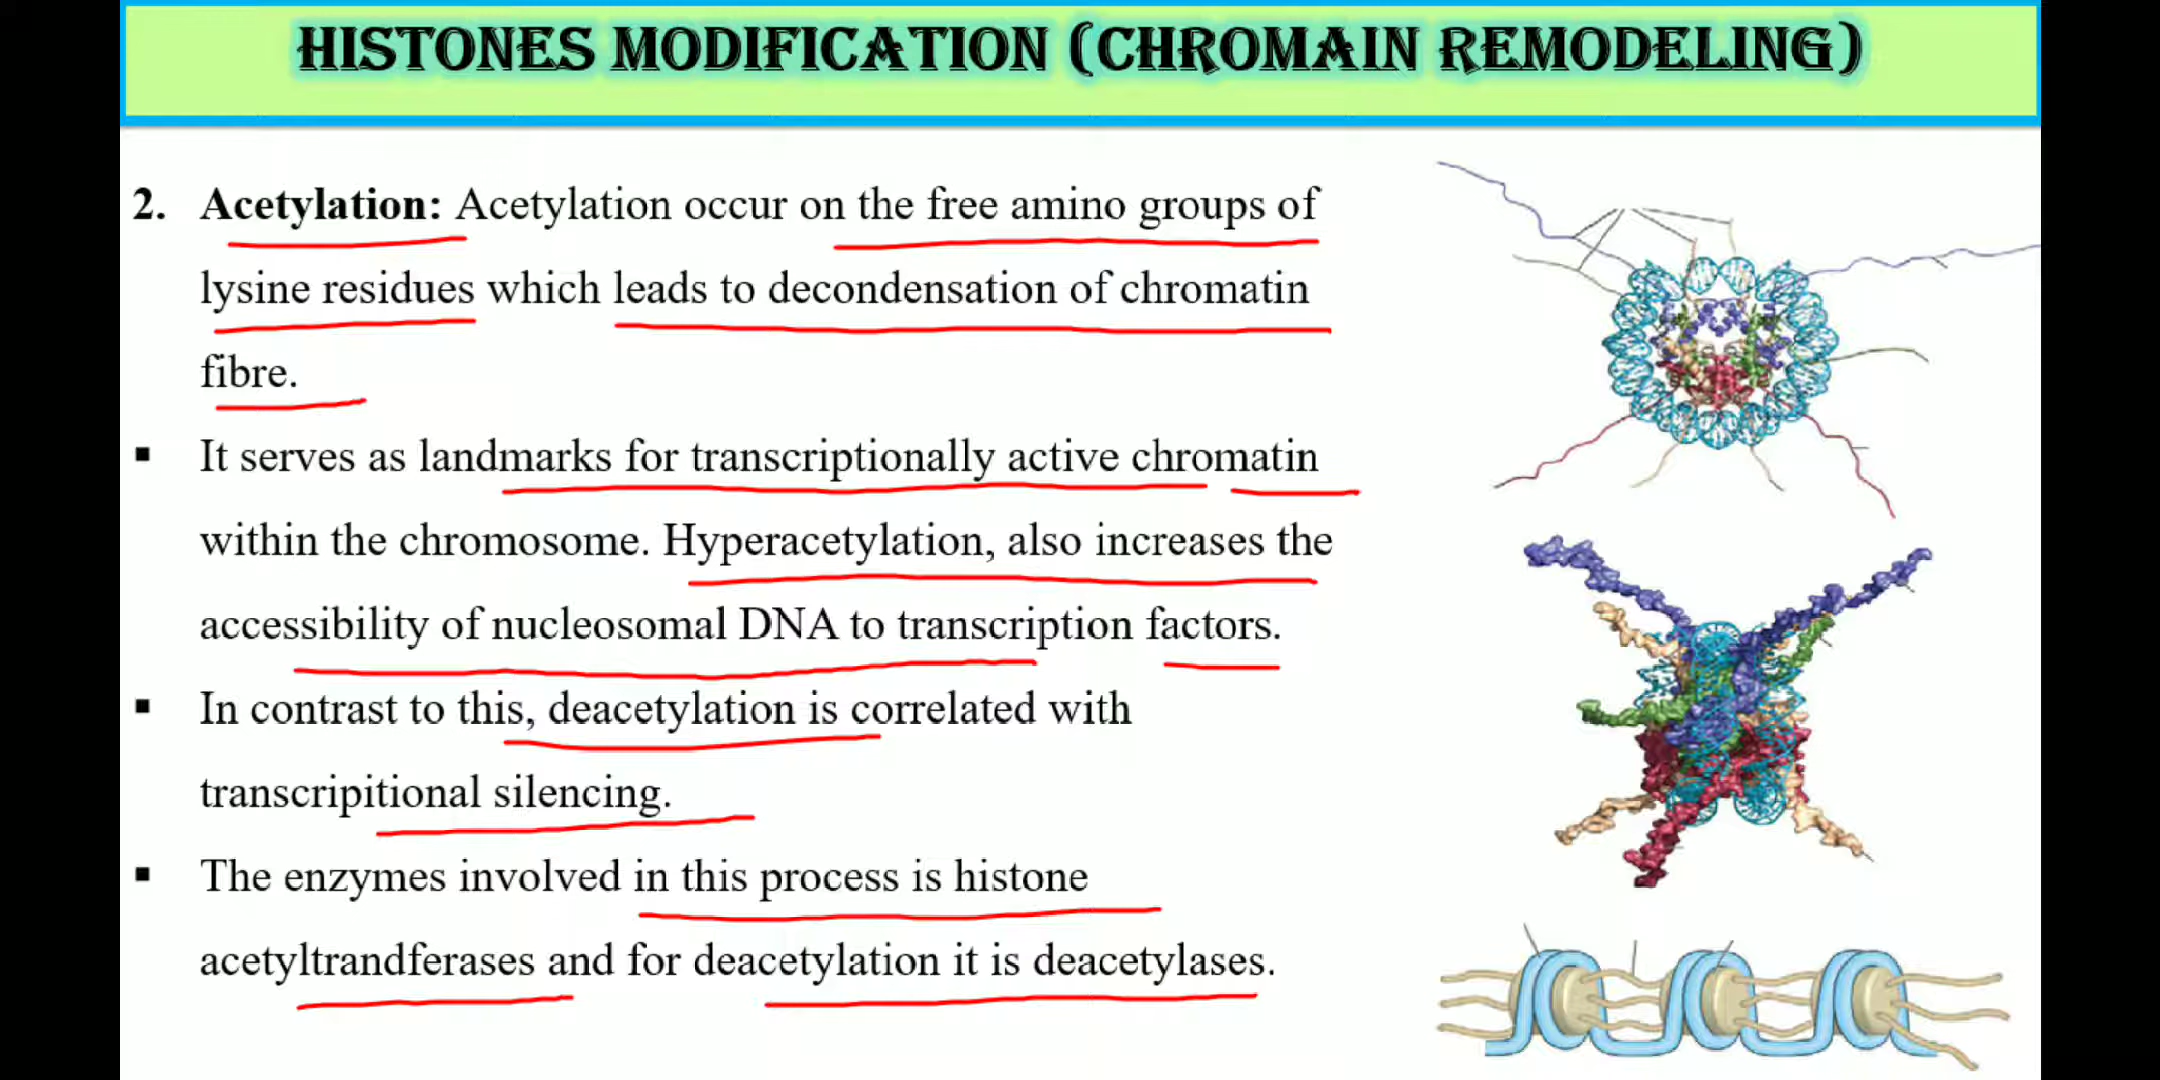 HISTONES MODIFICATION (CHROMAIN REMODELING)
2. Acetylation: Acetylation occur on the free amino groups of
lysine residues which leads to decondensation of chromatin
fibre.
▪ It serves as landmarks for transcriptionally active chromatin
within the chromosome. Hyperacetylation, also increases the
accessibility of nucleosomal DNA to transcription factors.
▪ In contrast to this, deacetylation is correlated with
transcripitional silencing.
▪ The enzymes involved in this process is histone
acetyltrandferases and for deacetylation it is deacetylases.